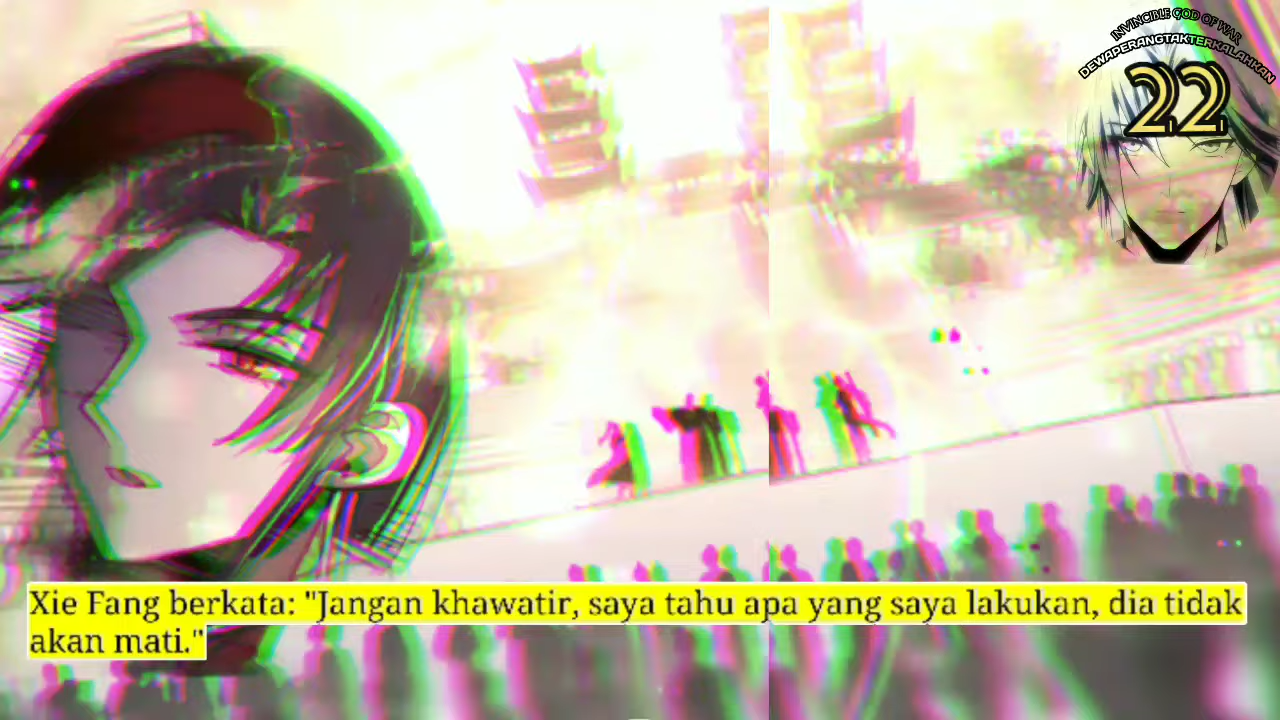 INVINCIBLE GOD OF WAR
DEWAPERANGTAKTERKALAHKAN
22
Xie Fang berkata: "Jangan khawatir, saya tahu apa yang saya lakukan, dia tidak
akan mati."